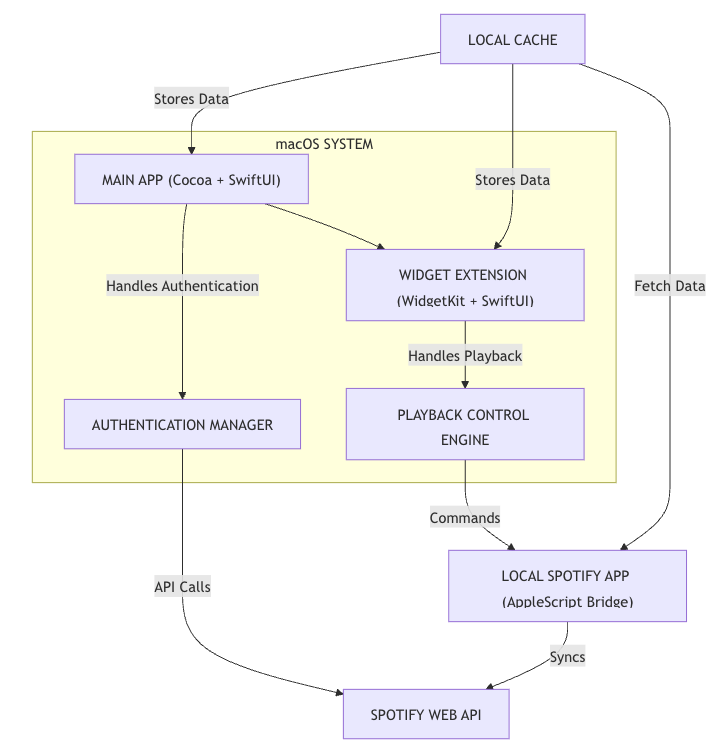 LOCAL CACHE
Stores Data
macOS SYSTEM
MAIN APP (Cocoa + SwiftUI)
Stores Data
WIDGET EXTENSION
(WidgetKit + SwiftUI)
Handles Authentication
Fetch Data
Handles Playback
AUTHENTICATION MANAGER
PLAYBACK CONTROL
ENGINE
Commands
LOCAL SPOTIFY APP
(AppleScript Bridge)
API Calls
Syncs
SPOTIFY WEB API